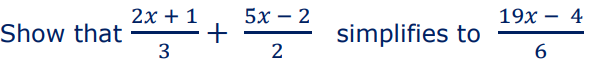 Show that (2x + 1)/3 + (5x − 2)/2 simplifies to (19x − 4)/6